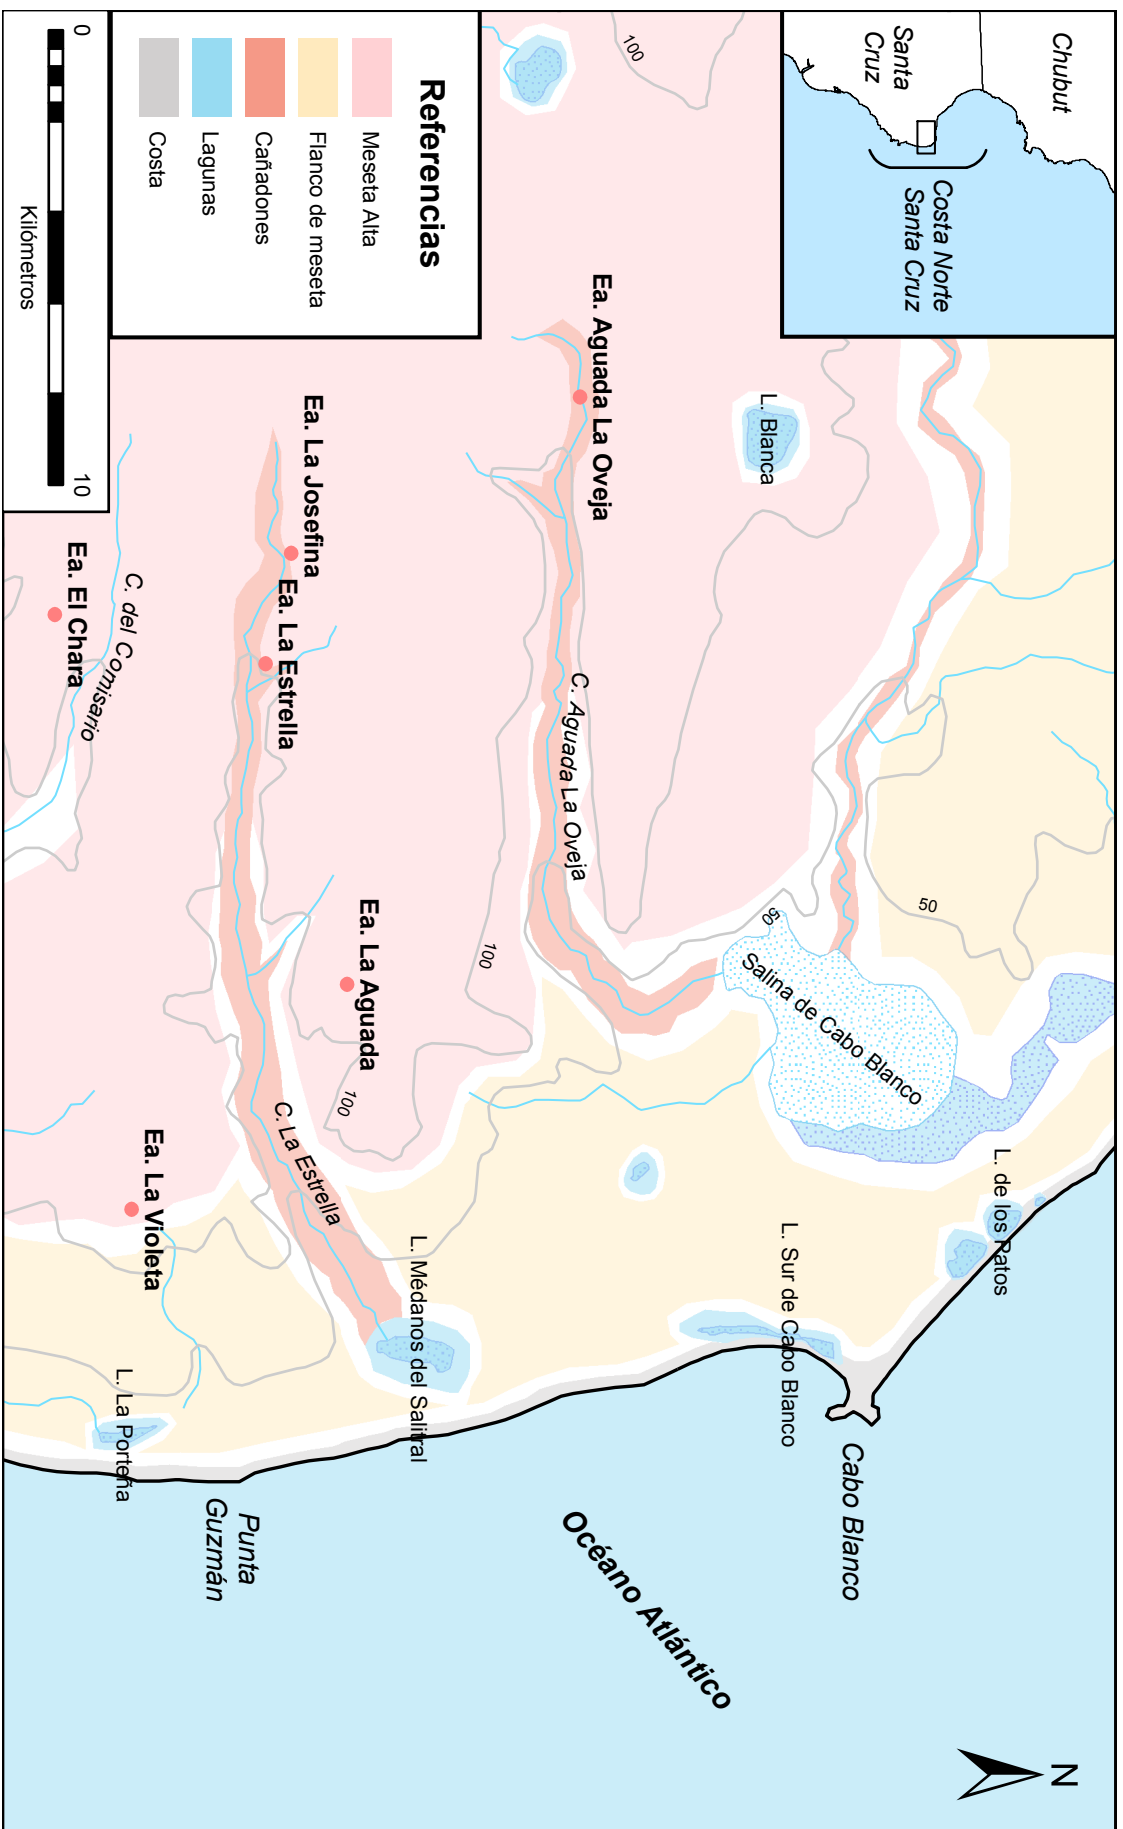 Chubut
Santa
Cruz
Costa Norte
Santa Cruz
N
100
L. Blanca
50
50
Salina de Cabo Blanco
L. de los Patos
L. Sur de Cabo Blanco
Cabo Blanco
Océano Atlántico
Ea. Aguada La Oveja
C. Aguada La Oveja
100
Referencias
Meseta Alta
Flanco de meseta
Cañadones
Lagunas
Costa
Ea. La Josefina
Ea. La Estrella
Ea. La Aguada
100
C. La Estrella
L. Médanos del Salitral
Ea. El Chara
C. del Comisario
Ea. La Violeta
L. La Porteña
Punta
Guzmán
0
10
Kilómetros